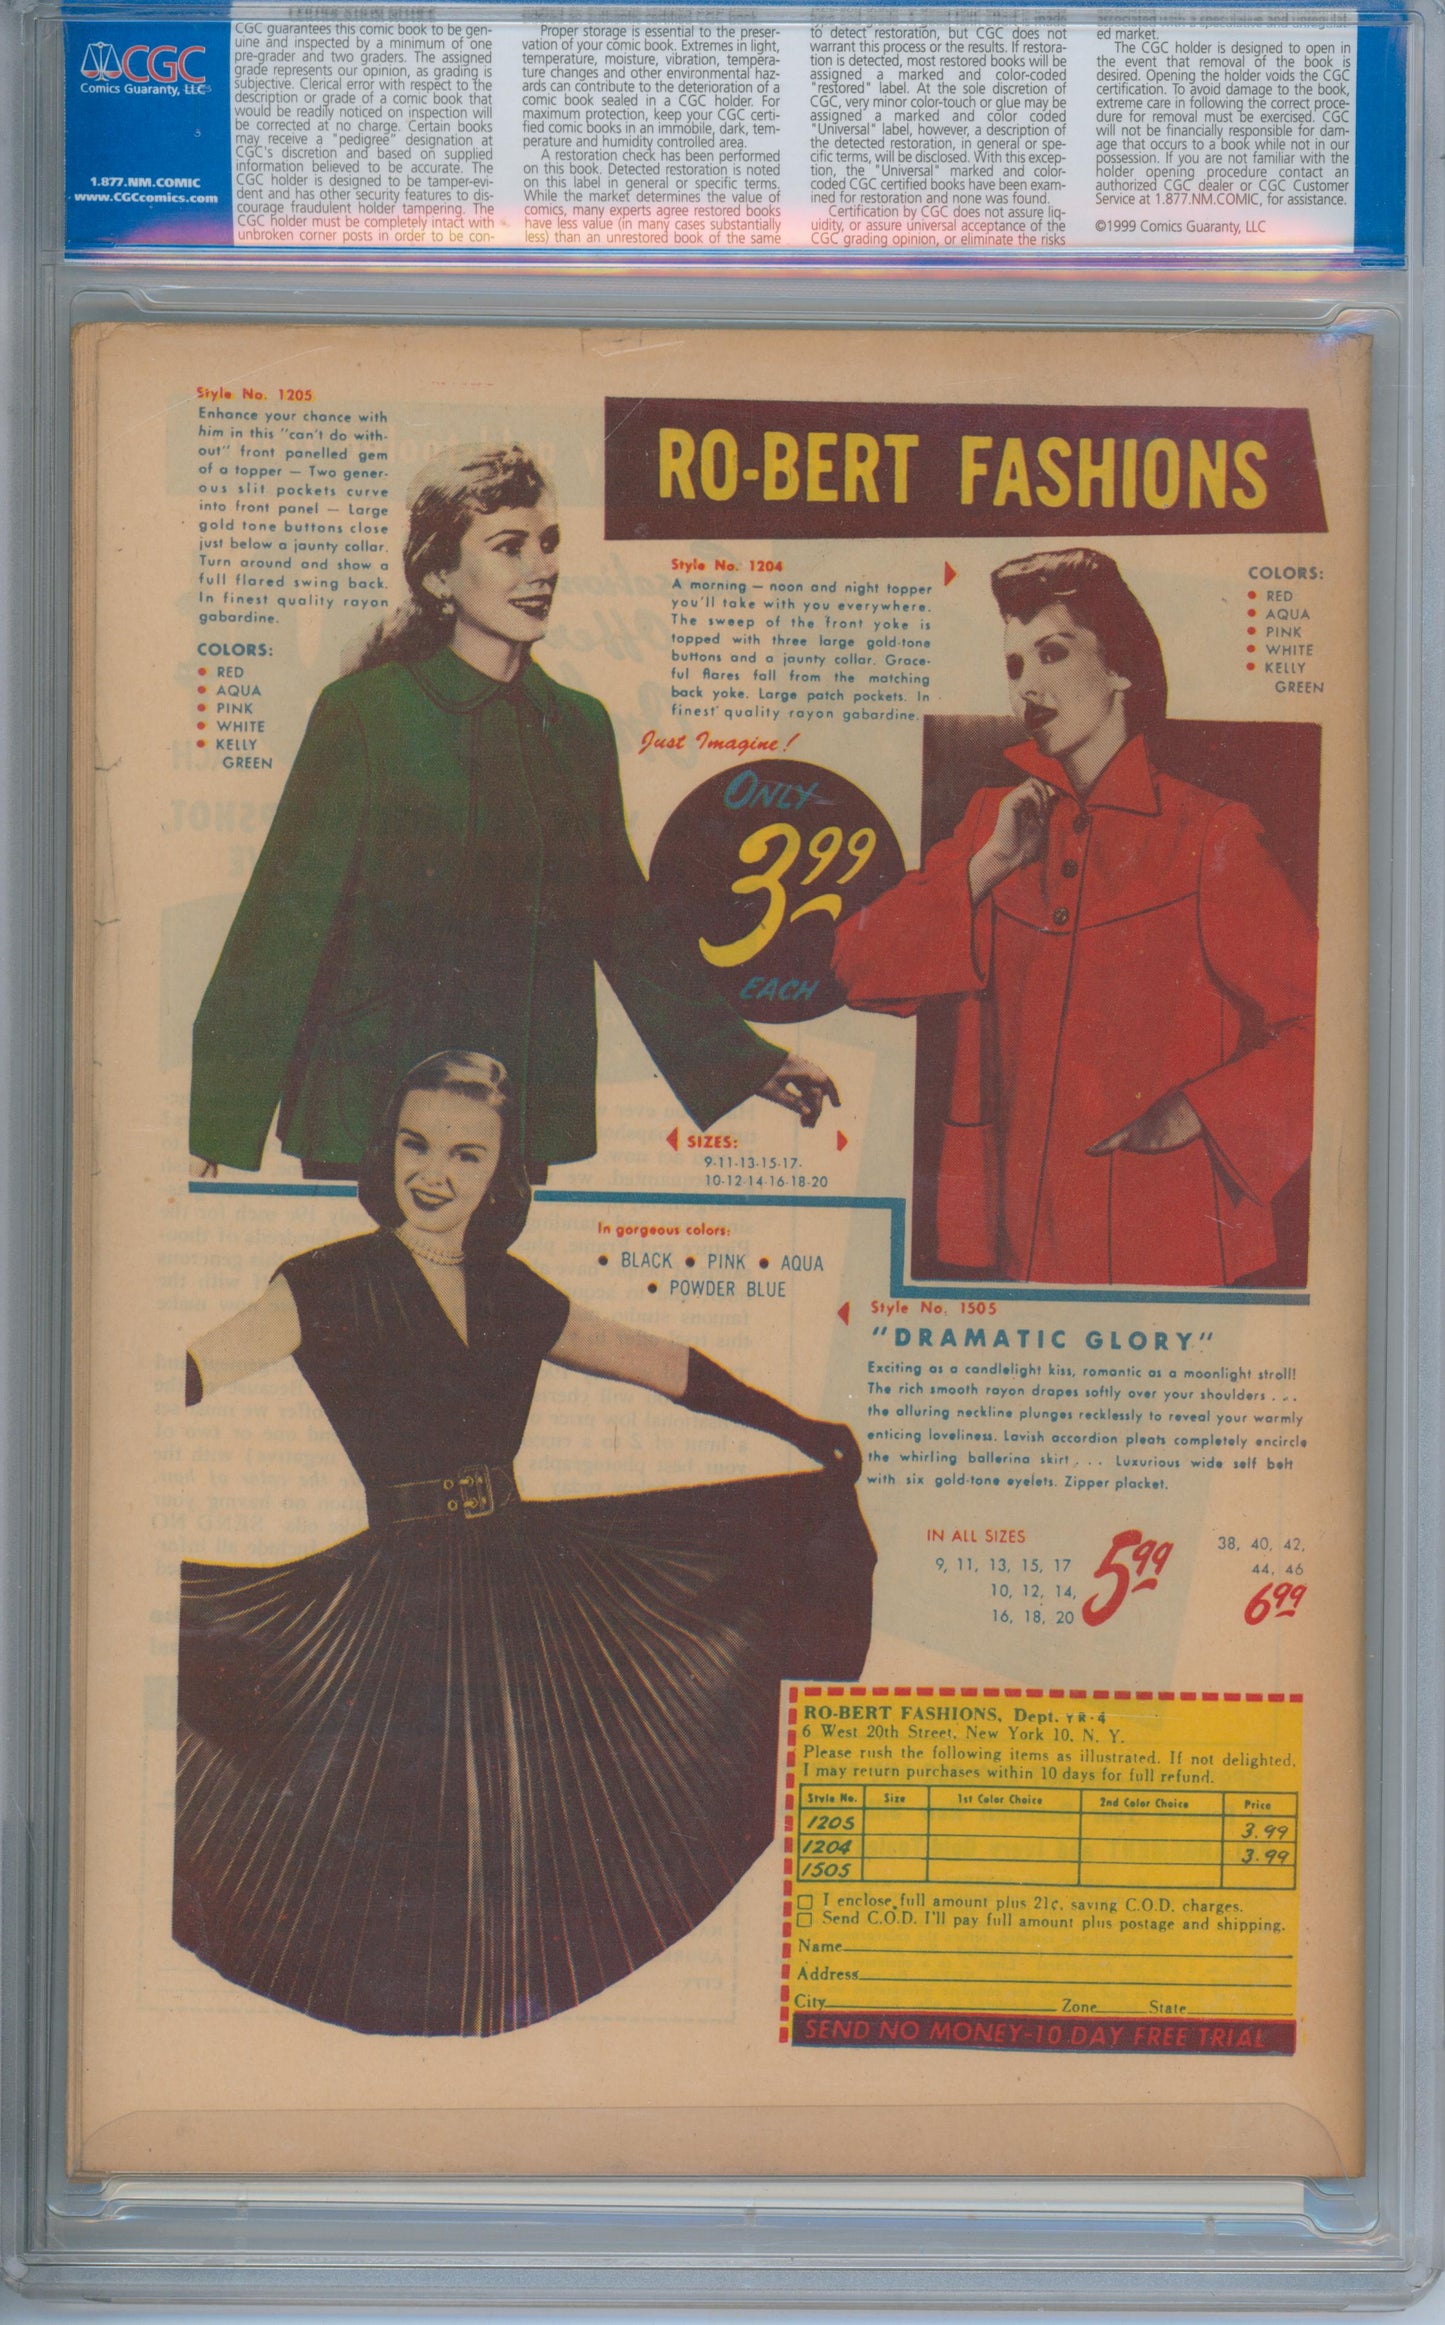 CGC
Comics Guaranty, LLC
1.877.NM.COMIC
www.CGCcomics.com
CGC guarantees this comic book to be gen-
uine and inspected by a minimum of one
pre-grader and two graders. The assigned
grade represents our opinion, as grading is
subjective. Clerical error with respect to the
description or grade of a comic book that
would be readily noticed on inspection will
be corrected at no charge. Certain books
may receive a "pedigree" designation at
CGC's discretion and based on supplied
information believed to be accurate. The
CGC holder is designed to be tamper-evi-
dent and has other security features to dis-
courage fraudulent holder tampering. The
CGC holder must be completely intact with
unbroken corner posts in order to be con-
Proper storage is essential to the preser-
vation of your comic book. Extremes in light,
temperature, moisture, vibration, tempera-
ture changes and other environmental haz-
ards can contribute to the deterioration of a
comic book sealed in a CGC holder. For
maximum protection, keep your CGC certi-
fied comic books in an immobile, dark, tem-
perature and humidity controlled area.
A restoration check has been performed
on this book. Detected restoration is noted
on this label in general or specific terms.
While the market determines the value of
comics, many experts agree restored books
have less value (in many cases substantially
less) than an unrestored book of the same
to detect restoration, but CGC does not
warrant this process or the results. If restora-
tion is detected, most restored books will be
assigned a marked and color-coded
"restored" label. At the sole discretion of
CGC, very minor color-touch or glue may be
assigned a marked and color coded
"Universal" label, however, a description of
the detected restoration, in general or spe-
cific terms, will be disclosed. With this excep-
tion, the "Universal" marked and color-
coded CGC certified books have been exam-
ined for restoration and none was found.
Certification by CGC does not assure liq-
uidity, or assure universal acceptance of the
CGC grading opinion, or eliminate the risks
ed market.
The CGC holder is designed to open in
the event that removal of the book is
desired. Opening the holder voids the CGC
certification. To avoid damage to the book,
extreme care in following the correct proce-
dure for removal must be exercised. CGC
will not be financially responsible for dam-
age that occurs to a book while not in our
possession. If you are not familiar with the
holder opening procedure contact an
authorized CGC dealer or CGC Customer
Service at 1.877.NM.COMIC, for assistance.
©1999 Comics Guaranty, LLC
Style No. 1205
Enhance your chance with
him in this "can't do with-
out" front panelled gem
of a topper — Two gener-
ous slit pockets curve
into front panel — Large
gold tone buttons close
just below a jaunty collar.
Turn around and show a
full flared swing back.
In finest quality rayon
gabardine.
COLORS:
• RED
• AQUA
• PINK
• WHITE
• KELLY
GREEN
RO-BERT FASHIONS
Style No. 1204
A morning — noon and night topper
you'll take with you everywhere.
The sweep of the front yoke is
topped with three large gold-tone
buttons and a jaunty collar. Grace-
ful flares fall from the matching
back yoke. Large patch pockets. In
finest quality rayon gabardine.
COLORS:
• RED
• AQUA
• PINK
• WHITE
• KELLY
GREEN
Just Imagine!
ONLY
3.99
EACH
SIZES:
9-11-13-15-17-
10-12-14-16-18-20
In gorgeous colors:
• BLACK • PINK • AQUA
• POWDER BLUE
Style No. 1505
"DRAMATIC GLORY"
Exciting as a candlelight kiss, romantic as a moonlight stroll!
The rich smooth rayon drapes softly over your shoulders . . .
the alluring neckline plunges recklessly to reveal your warmly
enticing loveliness. Lavish accordion pleats completely encircle
the whirling ballerina skirt . . . Luxurious wide self belt
with six gold-tone eyelets. Zipper placket.
IN ALL SIZES
9, 11, 13, 15, 17
10, 12, 14,
16, 18, 20
5.99
38, 40, 42,
44, 46
6.99
RO-BERT FASHIONS, Dept. YR-4
6 West 20th Street, New York 10, N. Y.
Please rush the following items as illustrated. If not delighted,
I may return purchases within 10 days for full refund.
Style No. Size 1st Color Choice 2nd Color Choice Price
1205 3.99
1204 3.99
1505
I enclose full amount plus 21¢, saving C.O.D. charges.
Send C.O.D. I'll pay full amount plus postage and shipping.
Name
Address
City Zone State
SEND NO MONEY-10 DAY FREE TRIAL